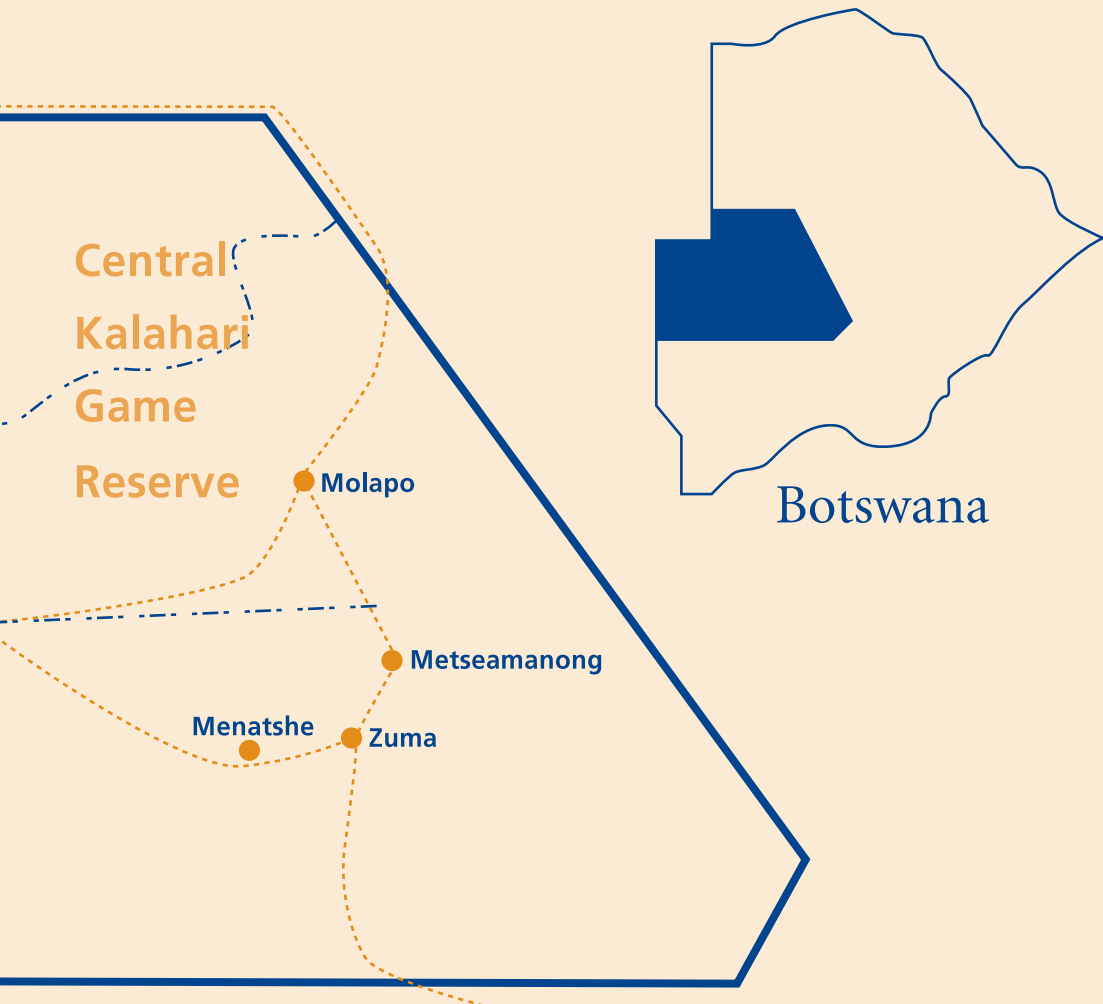 Central
Kalahari
Game
Reserve
Molapo
Botswana
Metseamanong
Menatshe
Zuma